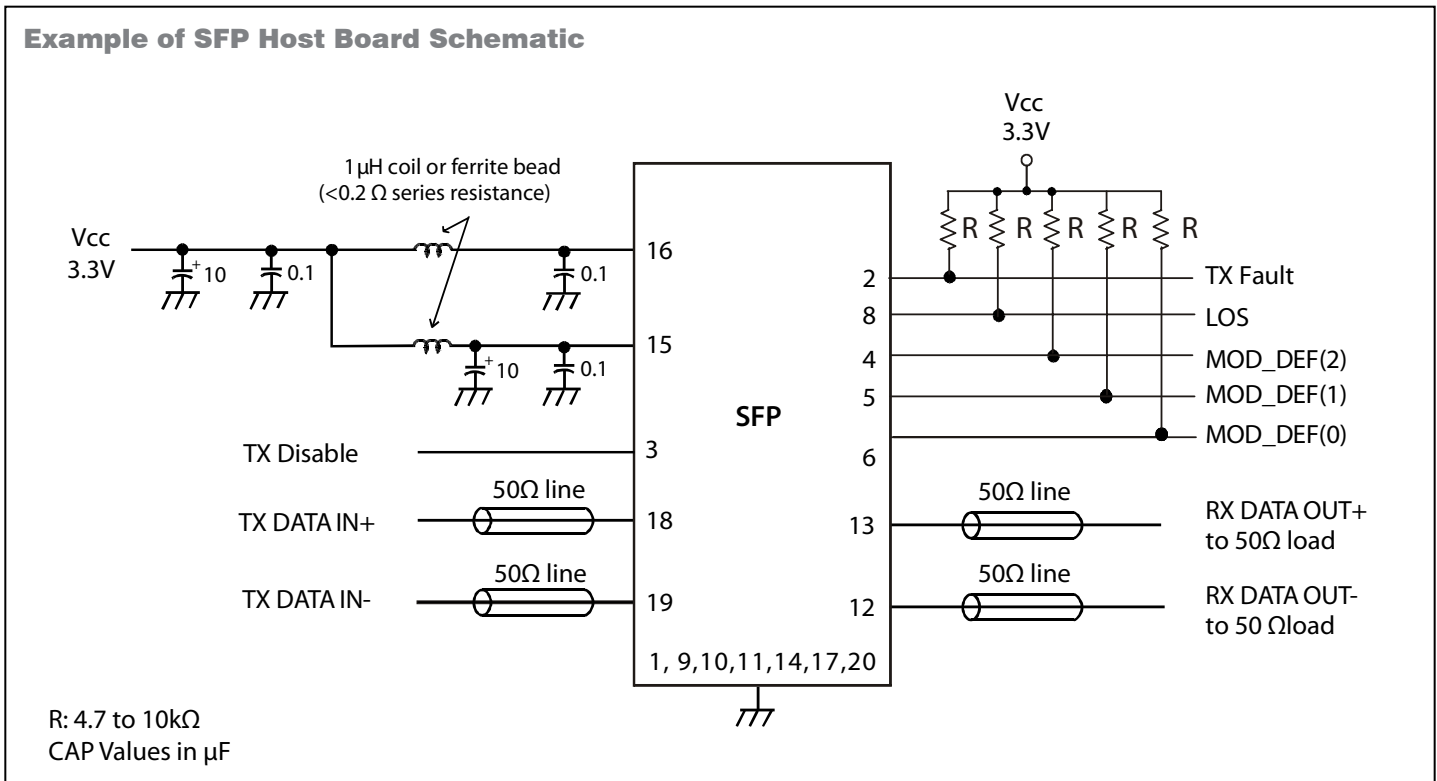 Example of SFP Host Board Schematic
Vcc
3.3V
1 μH coil or ferrite bead
(<0.2 Ω series resistance)
R R R R R
Vcc
3.3V
+ 10
0.1
0.1
16
2
TX Fault
8
LOS
15
+ 10
0.1
4
MOD_DEF(2)
5
MOD_DEF(1)
SFP
MOD_DEF(0)
TX Disable
3
6
50Ω line
TX DATA IN+
18
50Ω line
13
RX DATA OUT+
to 50Ω load
50Ω line
TX DATA IN-
19
50Ω line
12
RX DATA OUT-
to 50 Ωload
1, 9,10,11,14,17,20
R: 4.7 to 10kΩ
CAP Values in μF